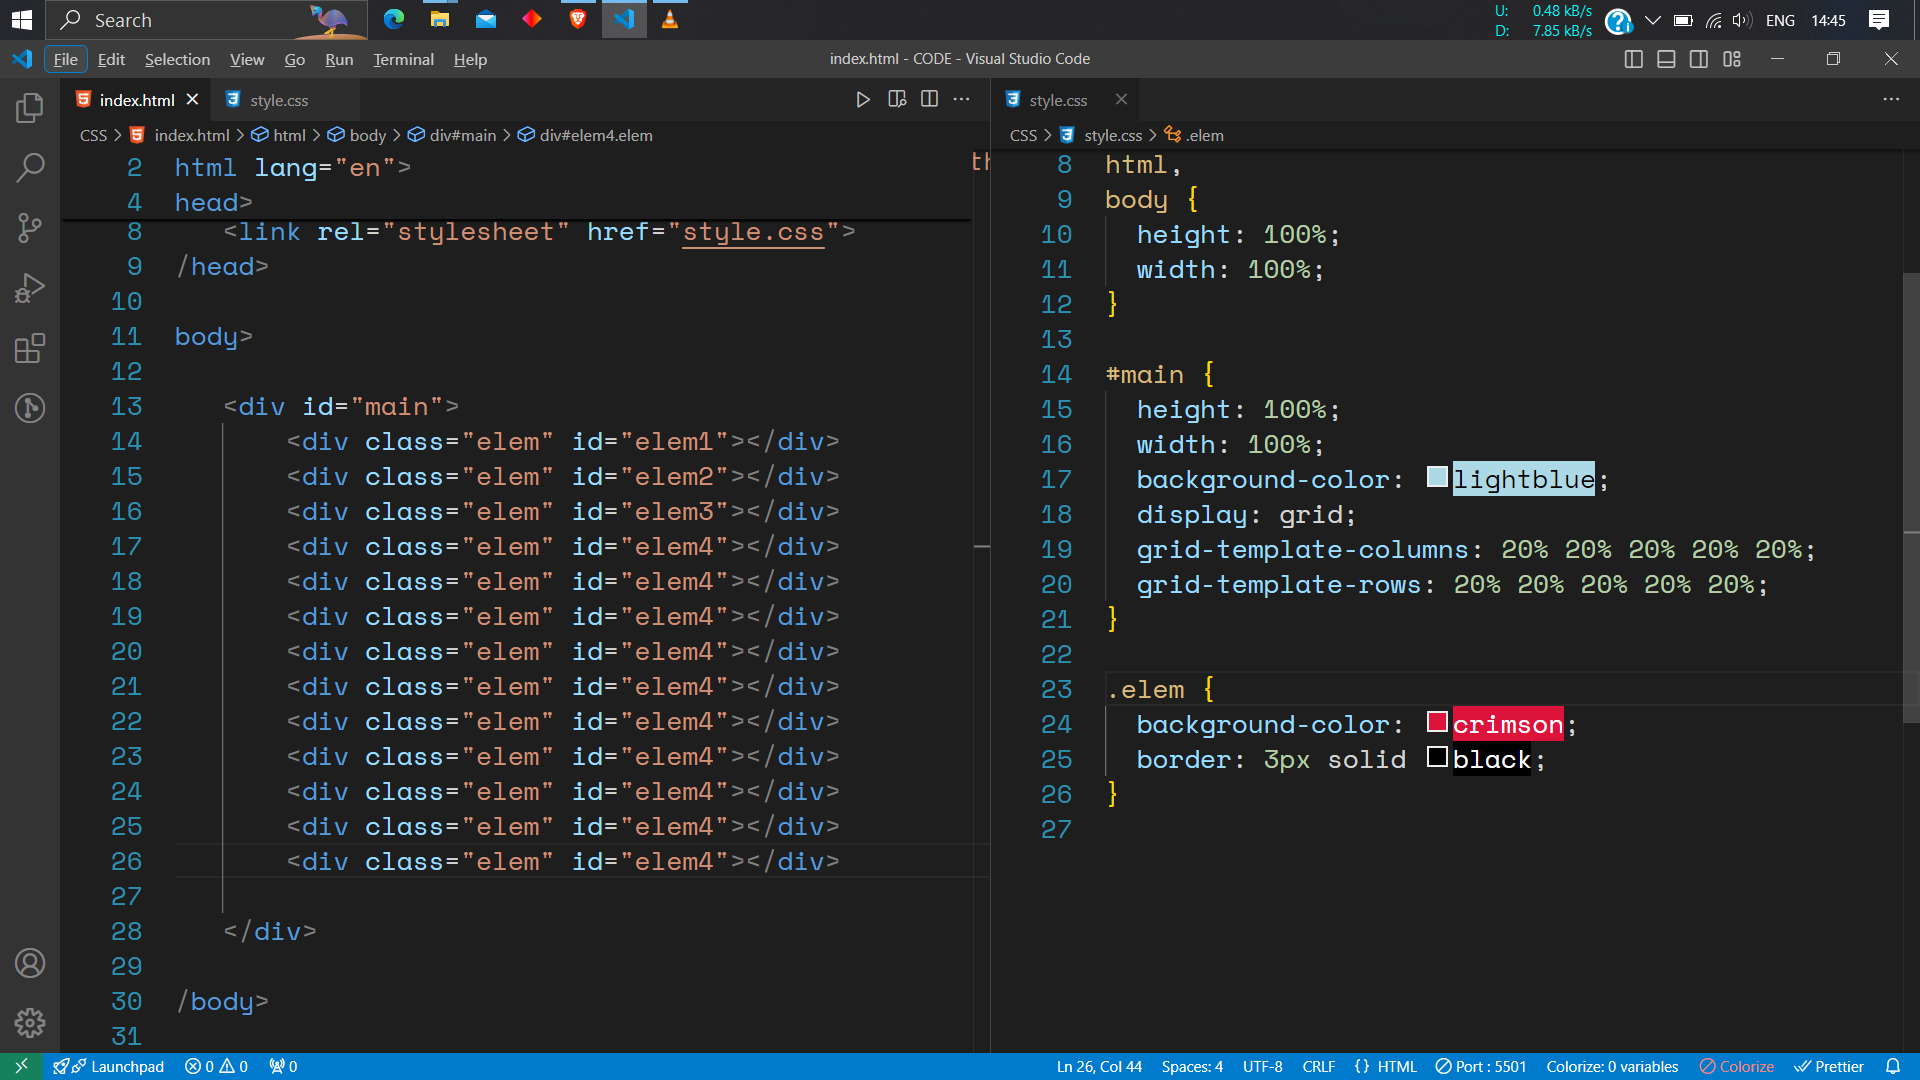 Search
U: 0.48 kB/s
D: 7.85 kB/s
ENG 14:45
File Edit Selection View Go Run Terminal Help
index.html - CODE - Visual Studio Code
index.html style.css
CSS > index.html > html > body > div#main > div#elem4.elem
2 html lang="en">
4 head>
8 <link rel="stylesheet" href="style.css">
9 /head>
10
11 body>
12
13 <div id="main">
14 <div class="elem" id="elem1"></div>
15 <div class="elem" id="elem2"></div>
16 <div class="elem" id="elem3"></div>
17 <div class="elem" id="elem4"></div>
18 <div class="elem" id="elem4"></div>
19 <div class="elem" id="elem4"></div>
20 <div class="elem" id="elem4"></div>
21 <div class="elem" id="elem4"></div>
22 <div class="elem" id="elem4"></div>
23 <div class="elem" id="elem4"></div>
24 <div class="elem" id="elem4"></div>
25 <div class="elem" id="elem4"></div>
26 <div class="elem" id="elem4"></div>
27
28 </div>
29
30 /body>
31
style.css
CSS > style.css > .elem
8 html,
9 body {
10 height: 100%;
11 width: 100%;
12 }
13
14 #main {
15 height: 100%;
16 width: 100%;
17 background-color: lightblue;
18 display: grid;
19 grid-template-columns: 20% 20% 20% 20% 20%;
20 grid-template-rows: 20% 20% 20% 20% 20%;
21 }
22
23 .elem {
24 background-color: crimson;
25 border: 3px solid black;
26 }
27
Launchpad 0 0 0 Ln 26, Col 44 Spaces: 4 UTF-8 CRLF {} HTML Port : 5501 Colorize: 0 variables Colorize Prettier